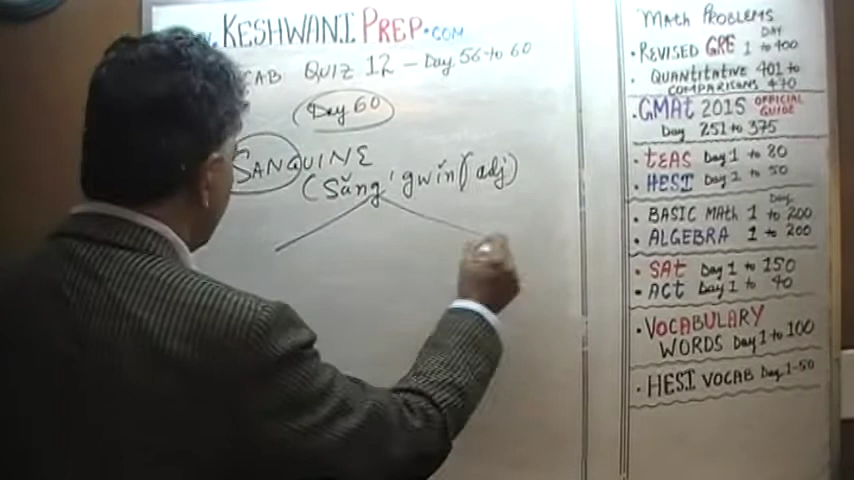 KESHWANI PREP.COM
QUIZ 12 - Day 56 to 60
Day 60
SANGUINE
(săng'gwĭn) (adj)
MATH PROBLEMS
DAY
• REVISED GRE 1 to 400
• QUANTITATIVE 401 to
COMPARISONS 470
• GMAt 2015 OFFICIAL GUIDE
Day 251 to 375
• tEAS Day 1 to 80
• HESI Day 1 to 50
Day
• BASIC MAtH 1 to 200
• ALGEBRA 1 to 200
• SAt Day 1 to 150
• ACt Day 1 to 40
• VOCABULARY
WORDS Day 1 to 100
• HESI VOCAB Day 1-50